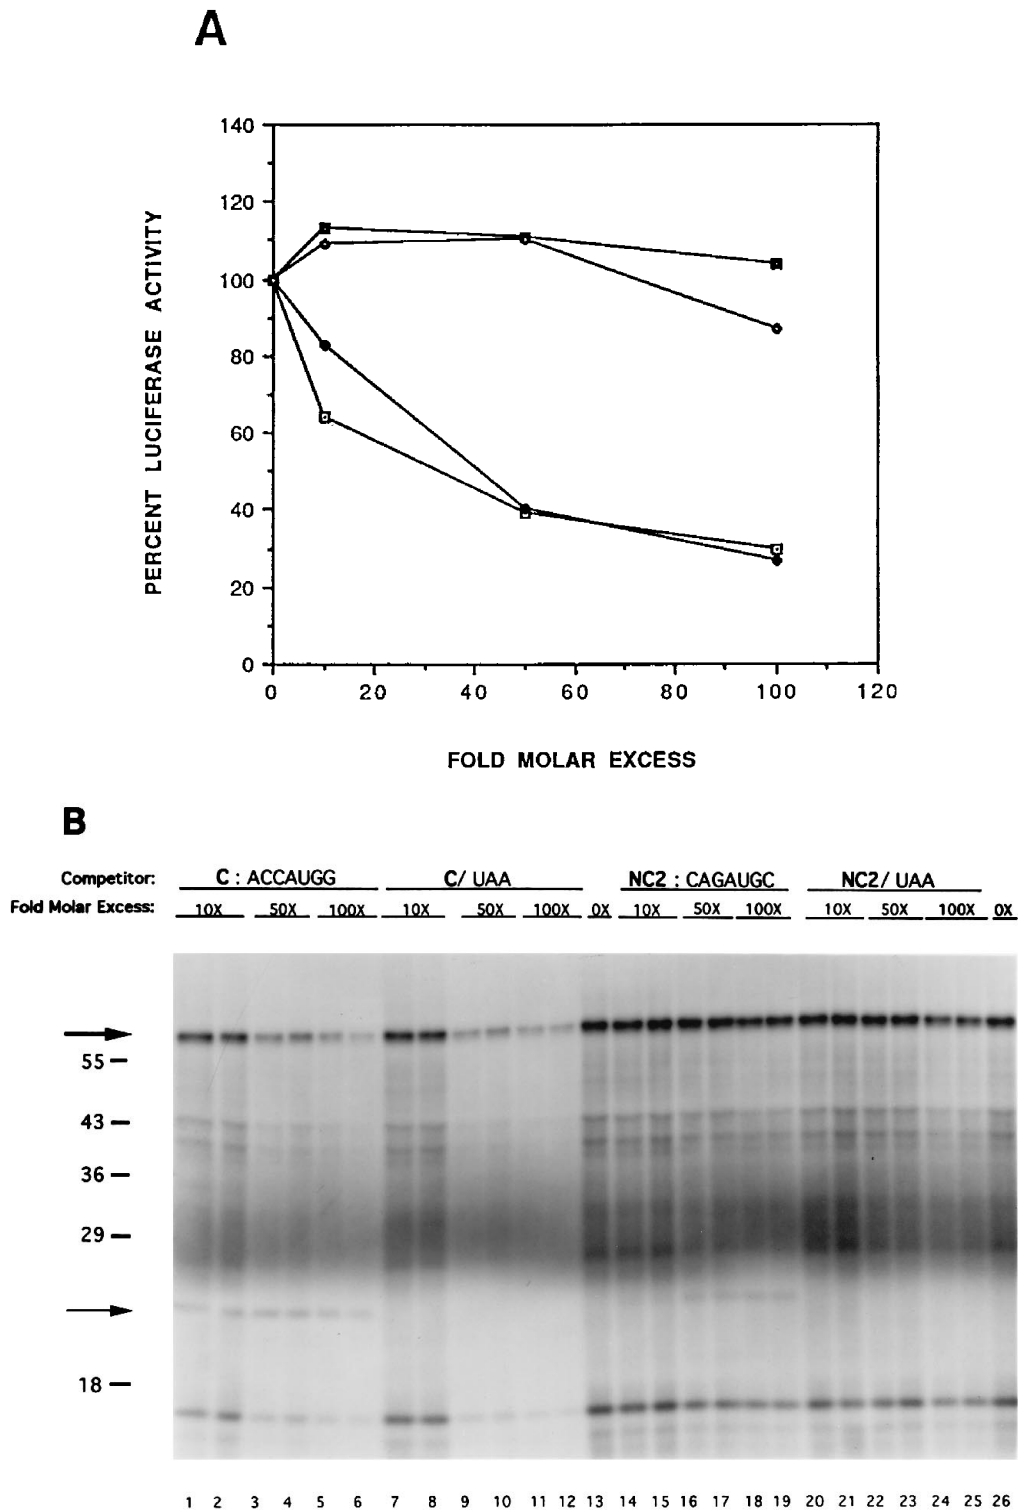 A
140
120
100
80
60
40
20
0
PERCENT LUCIFERASE ACTIVITY
0 20 40 60 80 100 120
FOLD MOLAR EXCESS
B
Competitor: C : ACCAUGG C/ UAA NC2 : CAGAUGC NC2/ UAA
Fold Molar Excess: 10X 50X 100X 10X 50X 100X 0X 10X 50X 100X 10X 50X 100X 0X
55
43
36
29
18
1 2 3 4 5 6 7 8 9 10 11 12 13 14 15 16 17 18 19 20 21 22 23 24 25 26